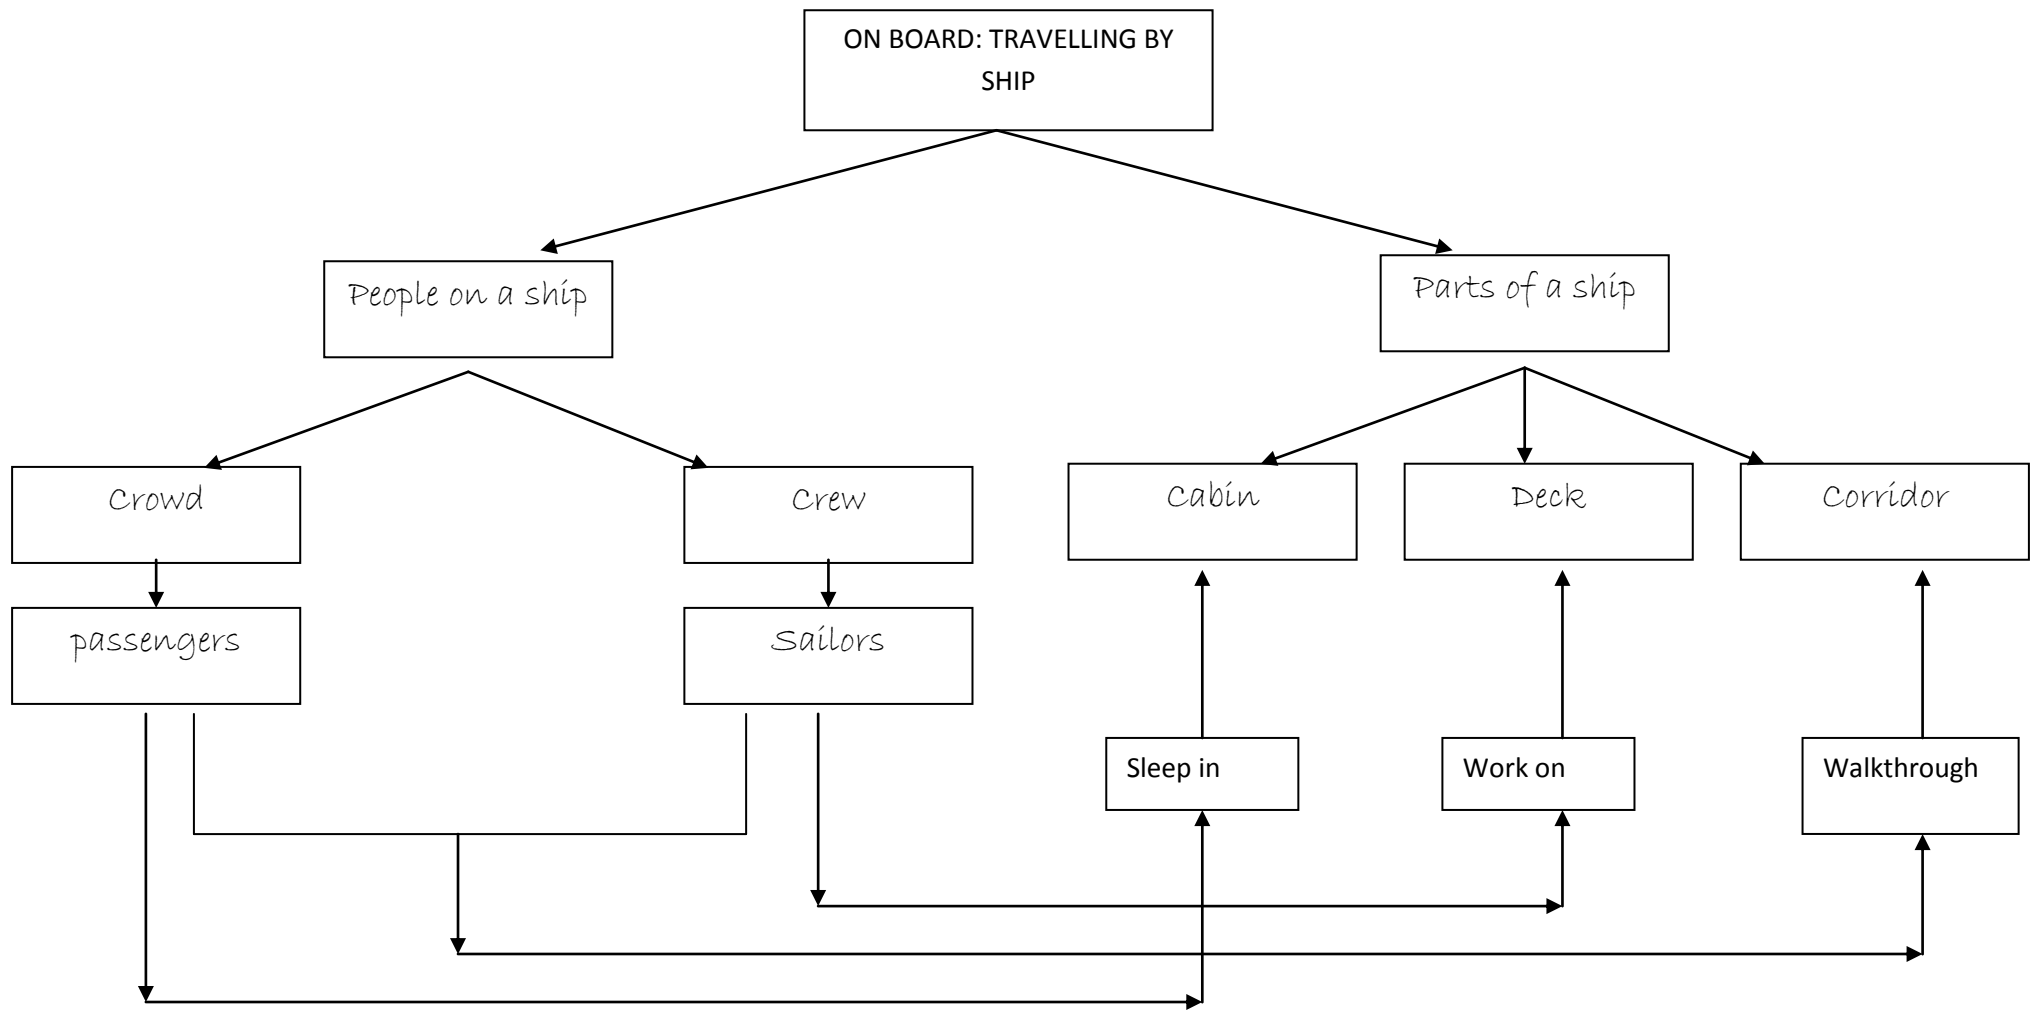 ON BOARD: TRAVELLING BY
SHIP
People on a ship
Parts of a ship
Crowd
Crew
Cabin
Deck
Corridor
passengers
Sailors
Sleep in
Work on
Walkthrough